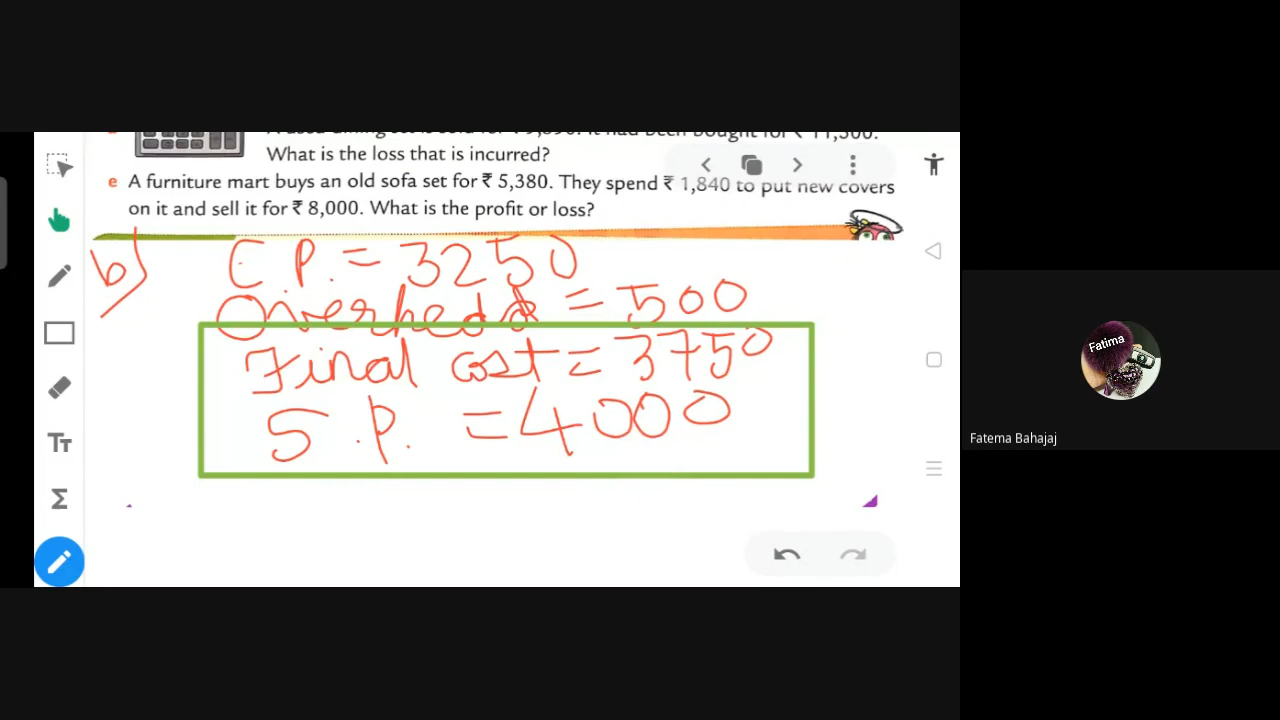 What is the loss that is incurred?
e A furniture mart buys an old sofa set for ₹ 5,380. They spend ₹ 1,840 to put new covers
on it and sell it for ₹ 8,000. What is the profit or loss?
b) C.P. = 3250
Overhead = 500
Final cost = 3750
S.P. = 4000
Tт
Σ
Fatima
Fatema Bahajaj